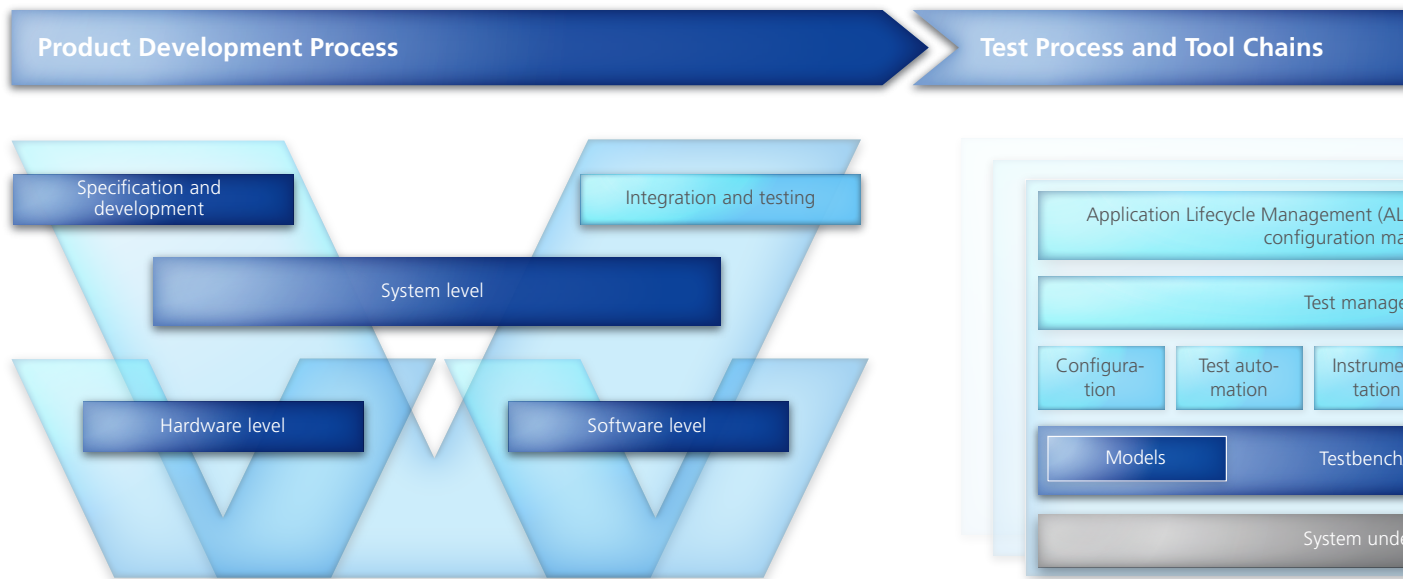 Product Development Process
Test Process and Tool Chains
Specification and
development
Integration and testing
System level
Hardware level
Software level
Application Lifecycle Management (AL
configuration ma
Test manage
Configura-
tion
Test auto-
mation
Instrume
tation
Models
Testbench
System unde